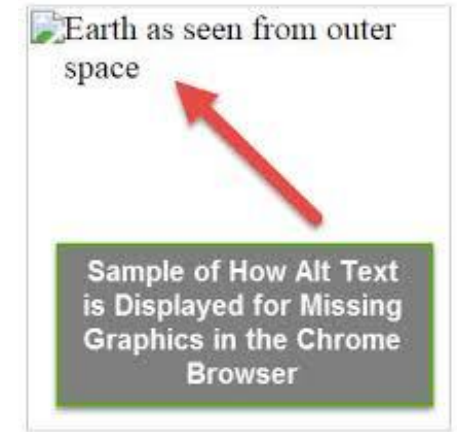 Earth as seen from outer
space
Sample of How Alt Text
is Displayed for Missing
Graphics in the Chrome
Browser